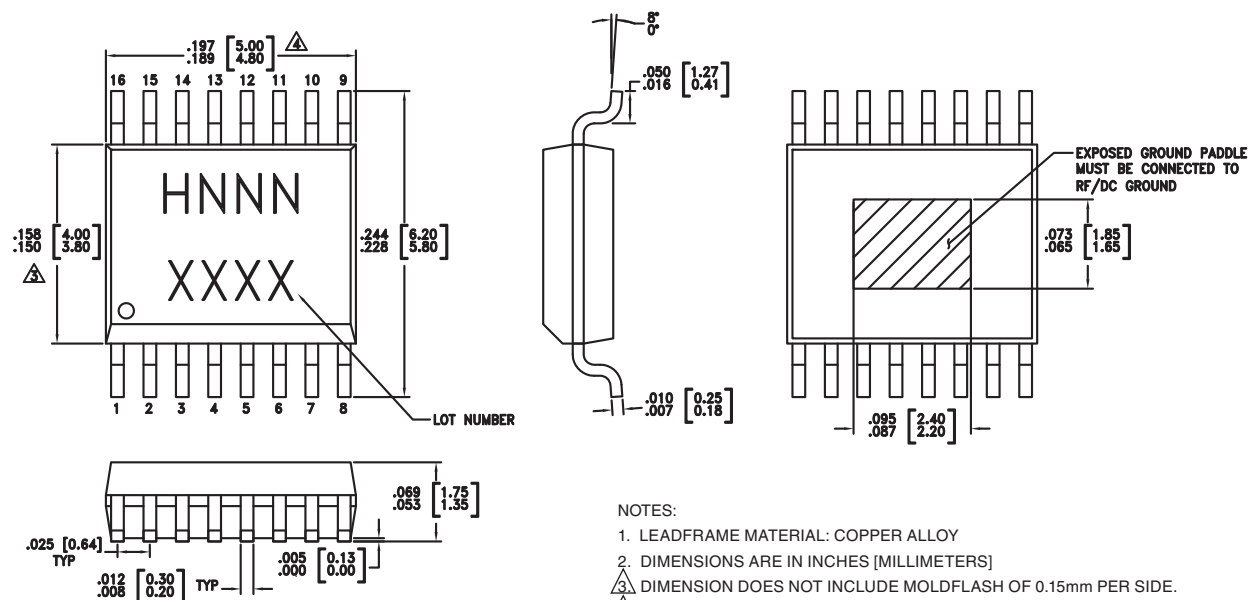 .197 [5.00] 4
.189 [4.80]
16 15 14 13 12 11 10 9
HNNN
XXXX
.158 [4.00]
.150 [3.80]
3
.244 [6.20]
.228 [5.80]
1 2 3 4 5 6 7 8
LOT NUMBER
8°
0°
.050 [1.27]
.016 [0.41]
.010 [0.25]
.007 [0.18]
EXPOSED GROUND PADDLE
MUST BE CONNECTED TO
RF/DC GROUND
.073 [1.85]
.065 [1.65]
.095 [2.40]
.087 [2.20]
.069 [1.75]
.053 [1.35]
.025 [0.64]
TYP
.012 [0.30]
.008 [0.20] TYP
.005 [0.13]
.000 [0.00]
NOTES:
1. LEADFRAME MATERIAL: COPPER ALLOY
2. DIMENSIONS ARE IN INCHES [MILLIMETERS]
3. DIMENSION DOES NOT INCLUDE MOLDFLASH OF 0.15mm PER SIDE.